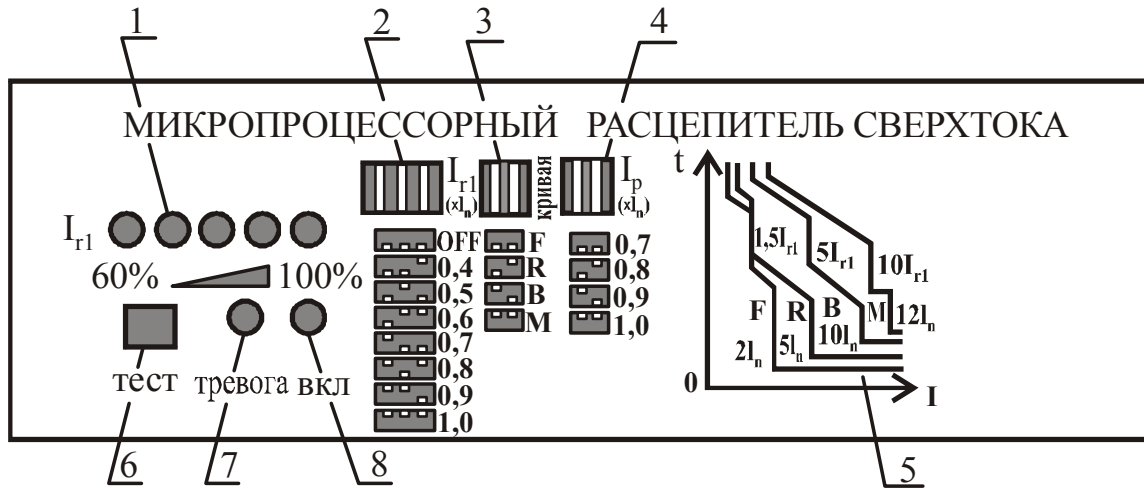 1 2 3 4
МИКРОПРОЦЕССОРНЫЙ РАСЦЕПИТЕЛЬ СВЕРХТОКА
Ir1 (xIn) кривая Ip (xIn) t
Ir1
OFF F 0,7
0,4 R 0,8
0,5 B 0,9
0,6 M 1,0
0,7
0,8
0,9
1,0
60% 100%
тест тревога вкл
1,5Ir1 5Ir1 10Ir1
F R B M
2In 5In 10In 12In
0 I
6 7 8 5